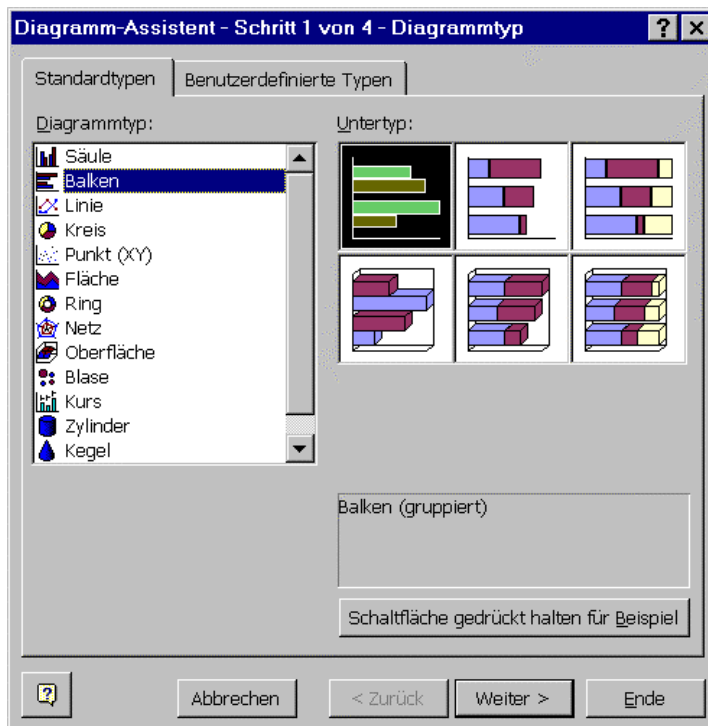 Diagramm-Assistent - Schritt 1 von 4 - Diagrammtyp
Standardtypen
Benutzerdefinierte Typen
Diagrammtyp:
Säule
Balken
Linie
Kreis
Punkt (XY)
Fläche
Ring
Netz
Oberfläche
Blase
Kurs
Zylinder
Kegel
Untertyp:
Balken (gruppiert)
Schaltfläche gedrückt halten für Beispiel
Abbrechen
< Zurück
Weiter >
Ende